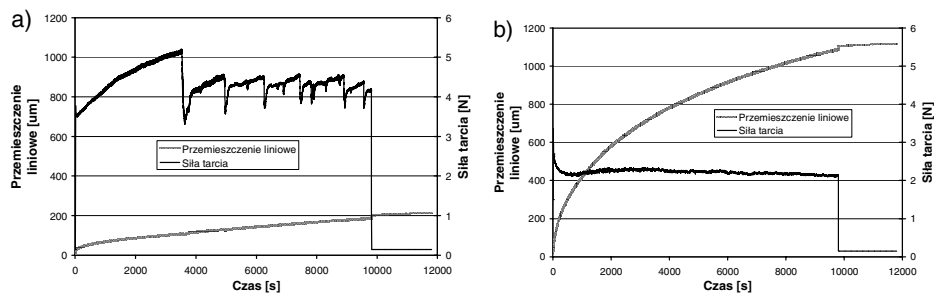 a)
1200
1000
800
600
400
200
0
Przemieszczenie
liniowe [um]
6
5
4
3
2
1
0
Siła tarcia [N]
Przemieszczenie liniowe
Siła tarcia
0 2000 4000 6000 8000 10000 12000
Czas [s]
b)
1200
1000
800
600
400
200
0
Przemieszczenie
liniowe [um]
6
5
4
3
2
1
0
Siła tarcia [N]
Przemieszczenie liniowe
Siła tarcia
0 2000 4000 6000 8000 10000 12000
Czas [s]